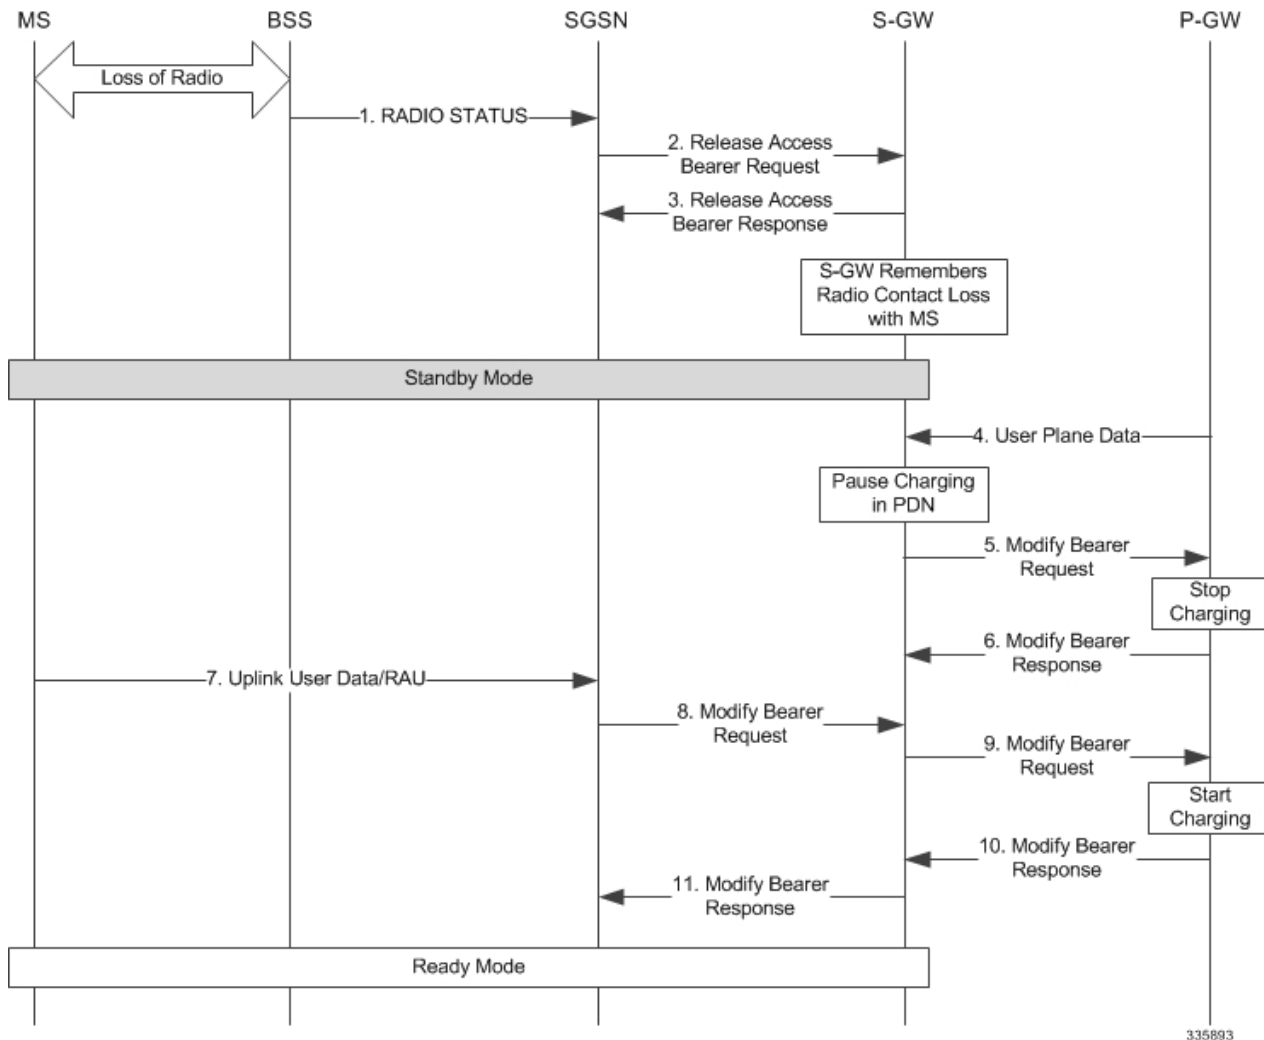 MS BSS SGSN S-GW P-GW
Loss of Radio
1. RADIO STATUS
2. Release Access
Bearer Request
3. Release Access
Bearer Response
S-GW Remembers
Radio Contact Loss
with MS
Standby Mode
4. User Plane Data
Pause Charging
in PDN
5. Modify Bearer
Request
Stop
Charging
6. Modify Bearer
Response
7. Uplink User Data/RAU
8. Modify Bearer
Request
9. Modify Bearer
Request
Start
Charging
10. Modify Bearer
Response
11. Modify Bearer
Response
Ready Mode
335893